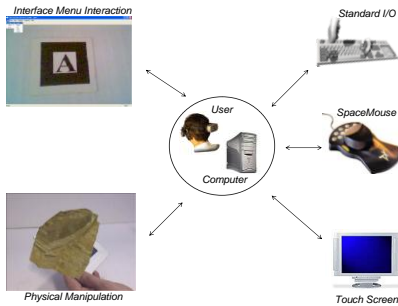 Interface Menu Interaction
Standard I/O
A
User
SpaceMouse
Computer
Physical Manipulation
Touch Screen